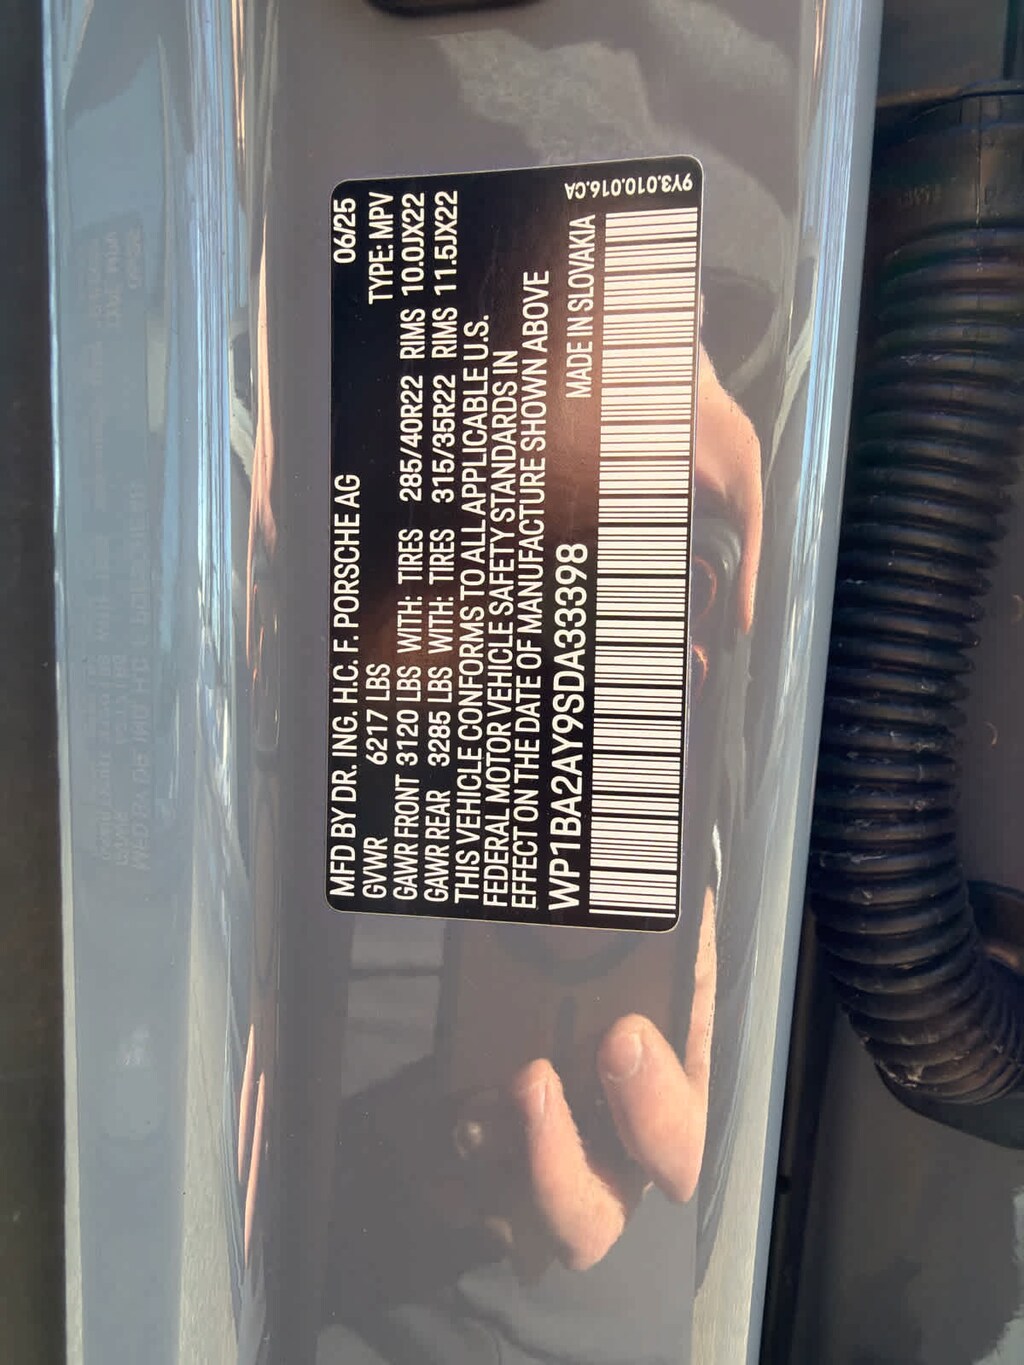 MFD BY DR. ING. H.C. F. PORSCHE AG 06/25
GVWR 6217 LBS TYPE: MPV
GAWR FRONT 3120 LBS WITH: TIRES 285/40R22 RIMS 10.0JX22
GAWR REAR 3285 LBS WITH: TIRES 315/35R22 RIMS 11.5JX22
THIS VEHICLE CONFORMS TO ALL APPLICABLE U.S.
FEDERAL MOTOR VEHICLE SAFETY STANDARDS IN
EFFECT ON THE DATE OF MANUFACTURE SHOWN ABOVE
WP1BA2AY9SDA33398 MADE IN SLOVAKIA
9Y3.010.016.CA